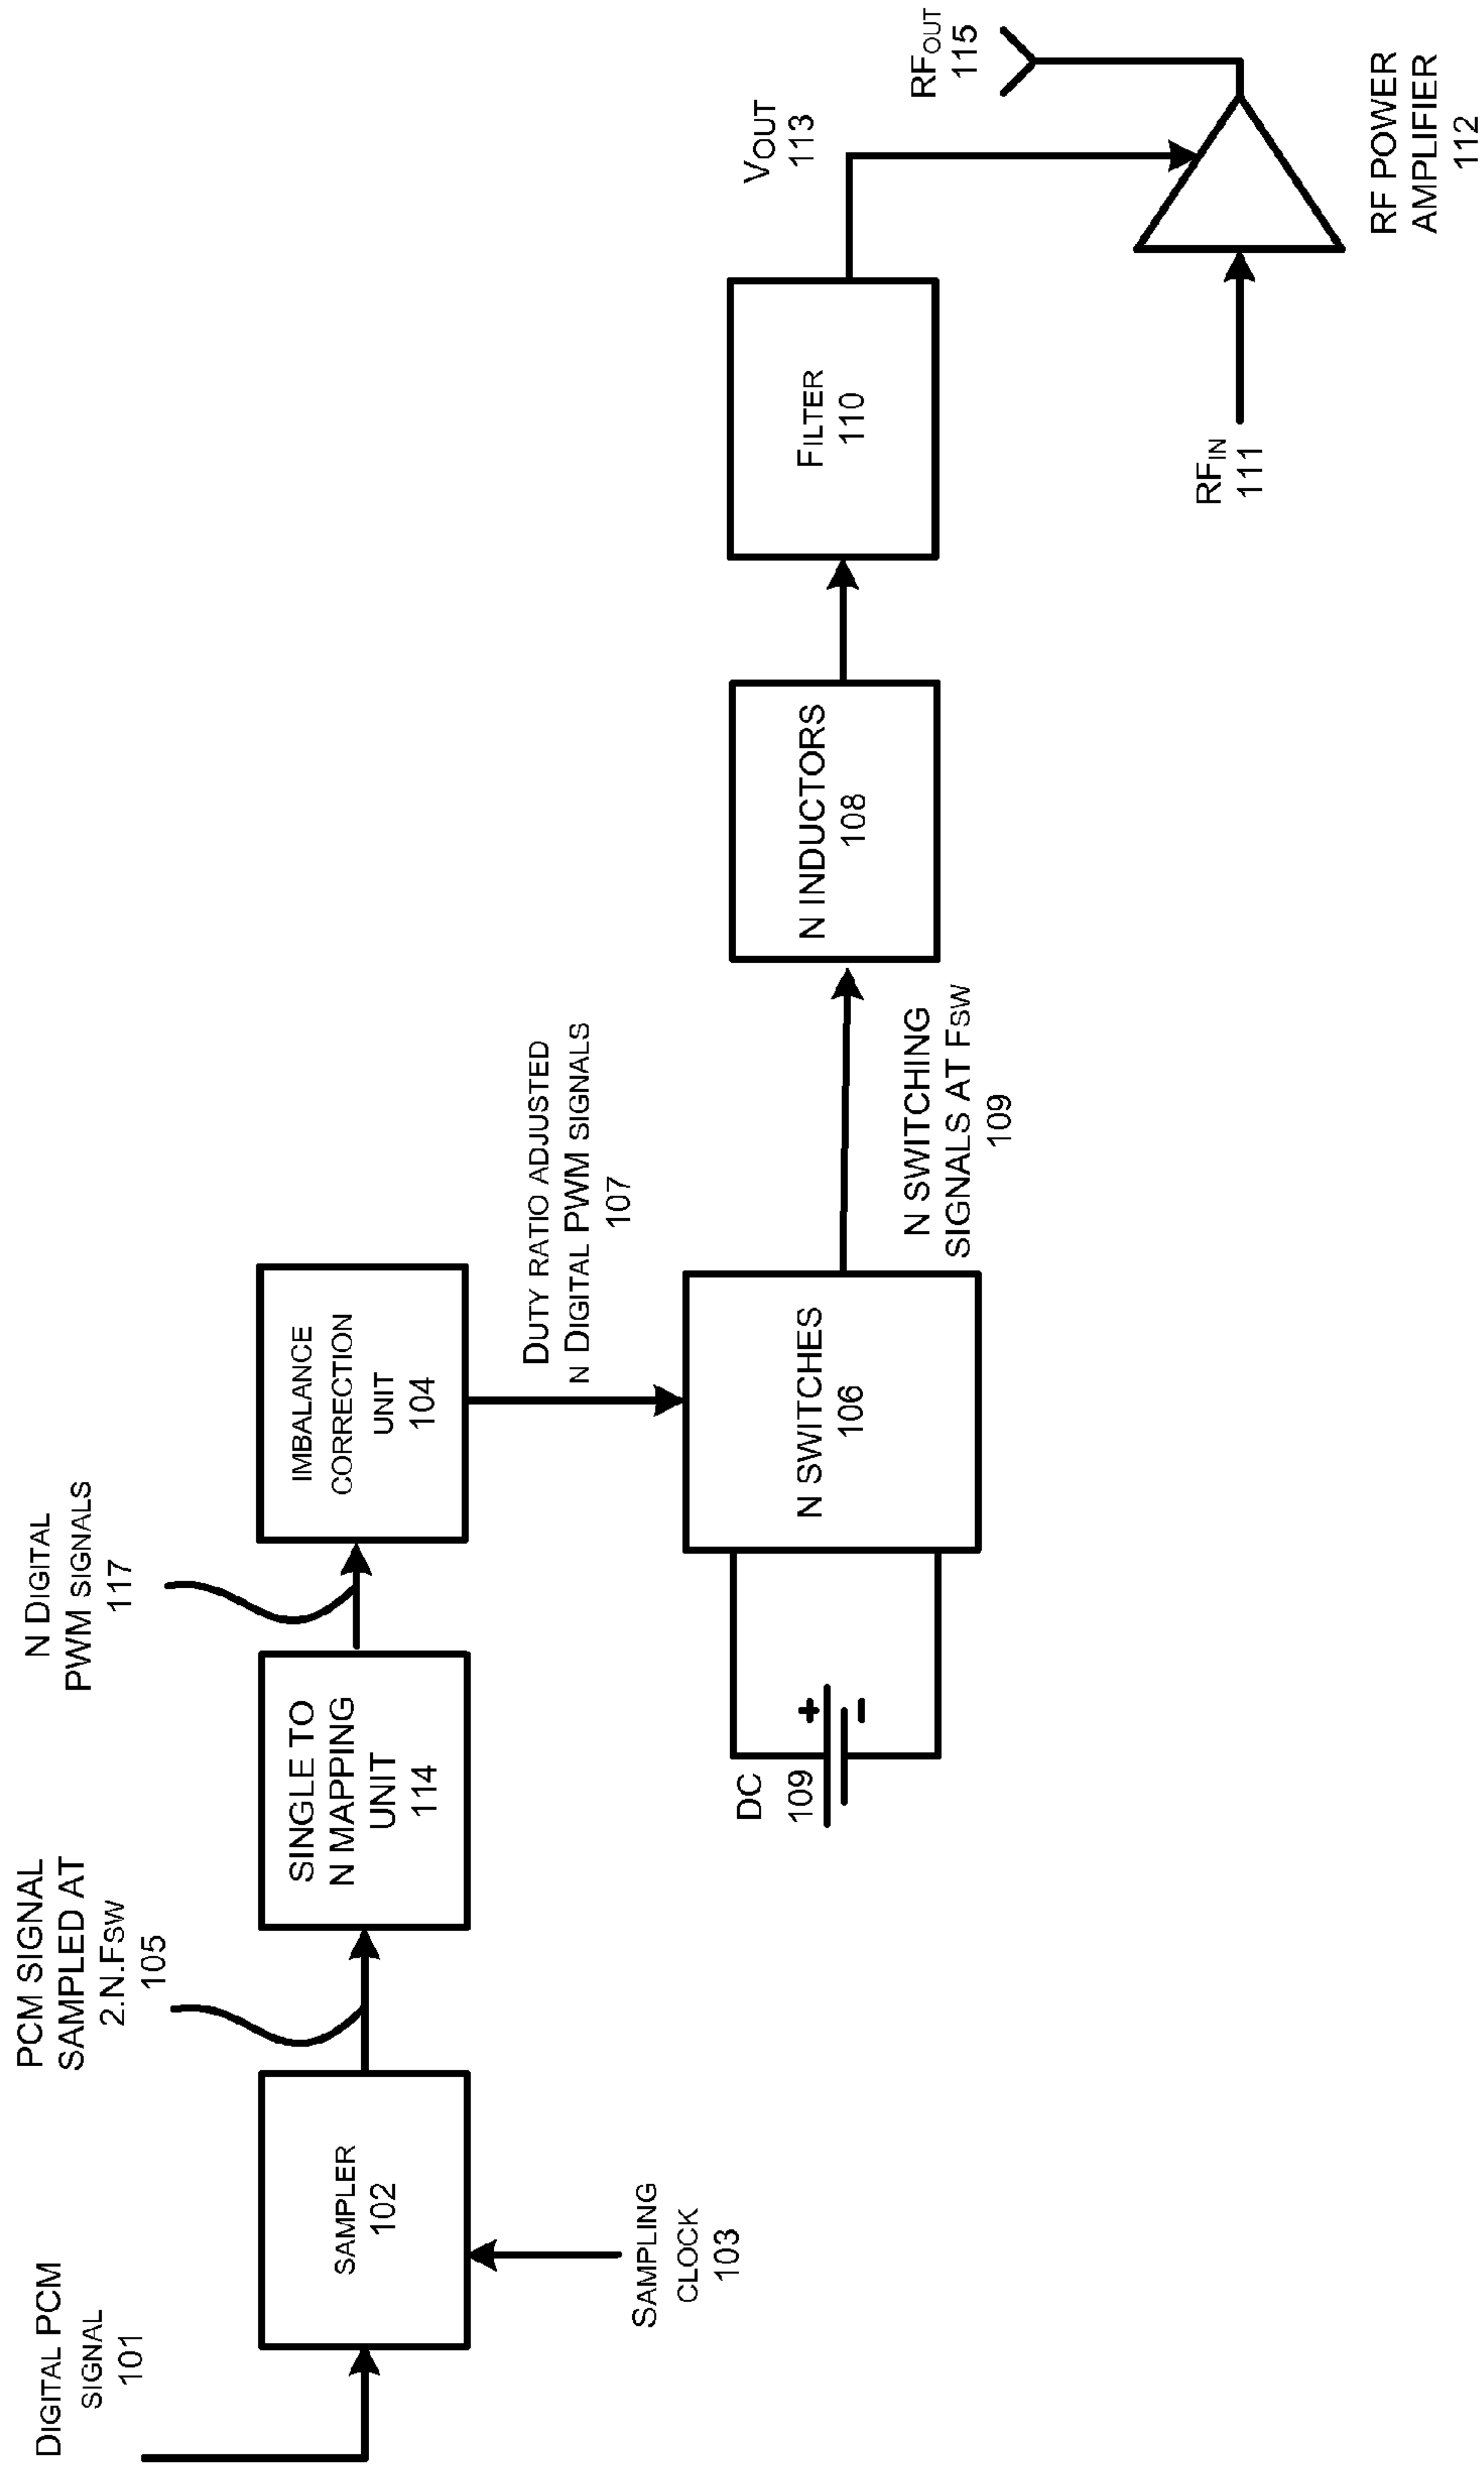 DIGITAL PCM
SIGNAL
101
SAMPLER
102
SAMPLING
CLOCK
103
PCM SIGNAL
SAMPLED AT
2.N.FSW
105
SINGLE TO
N MAPPING
UNIT
114
N DIGITAL
PWM SIGNALS
117
IMBALANCE
CORRECTION
UNIT
104
DUTY RATIO ADJUSTED
N DIGITAL PWM SIGNALS
107
DC
109
+
−
N SWITCHES
106
N SWITCHING
SIGNALS AT FSW
109
N INDUCTORS
108
FILTER
110
VOUT
113
RFIN
111
RFOUT
115
RF POWER
AMPLIFIER
112